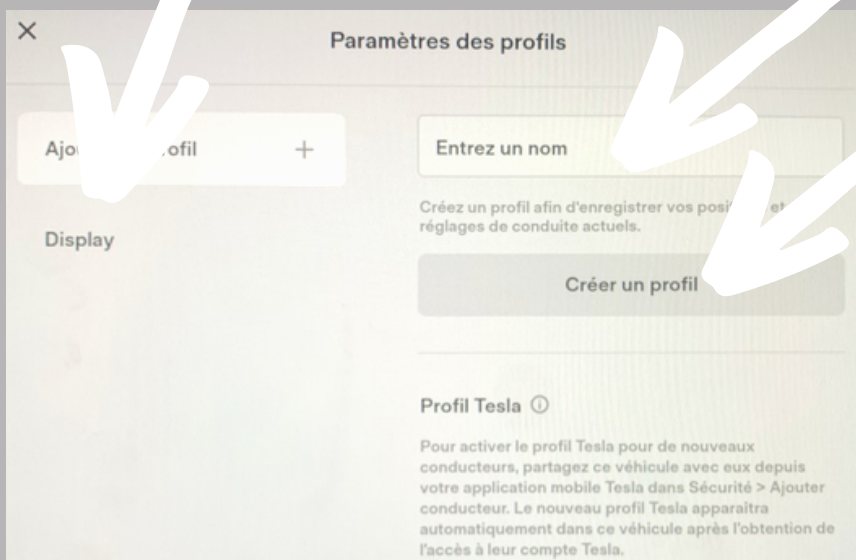 Paramètres des profils
ofil +
Entrez un nom
Créez un profil afin d'enregistrer vos et
réglages de conduite actuels.
Display
Créer un profil
Profil Tesla
Pour activer le profil Tesla pour de nouveaux
conducteurs, partagez ce véhicule avec eux depuis
votre application mobile Tesla dans Sécurité > Ajouter
conducteur. Le nouveau profil Tesla apparaîtra
automatiquement dans ce véhicule après l'obtention de
l'accès à leur compte Tesla.